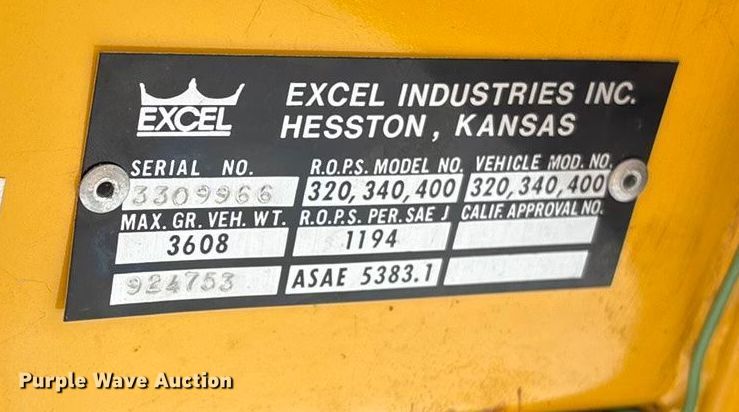 EXCEL
EXCEL INDUSTRIES INC.
HESSTON, KANSAS
SERIAL NO. R.O.P.S. MODEL NO. VEHICLE MOD. NO.
3309966 320,340,400 320,340,400
MAX. GR. VEH. WT. R.O.P.S. PER. SAE J CALIF. APPROVAL NO.
3608 1194
924753 ASAE 5383.1
Purple Wave Auction